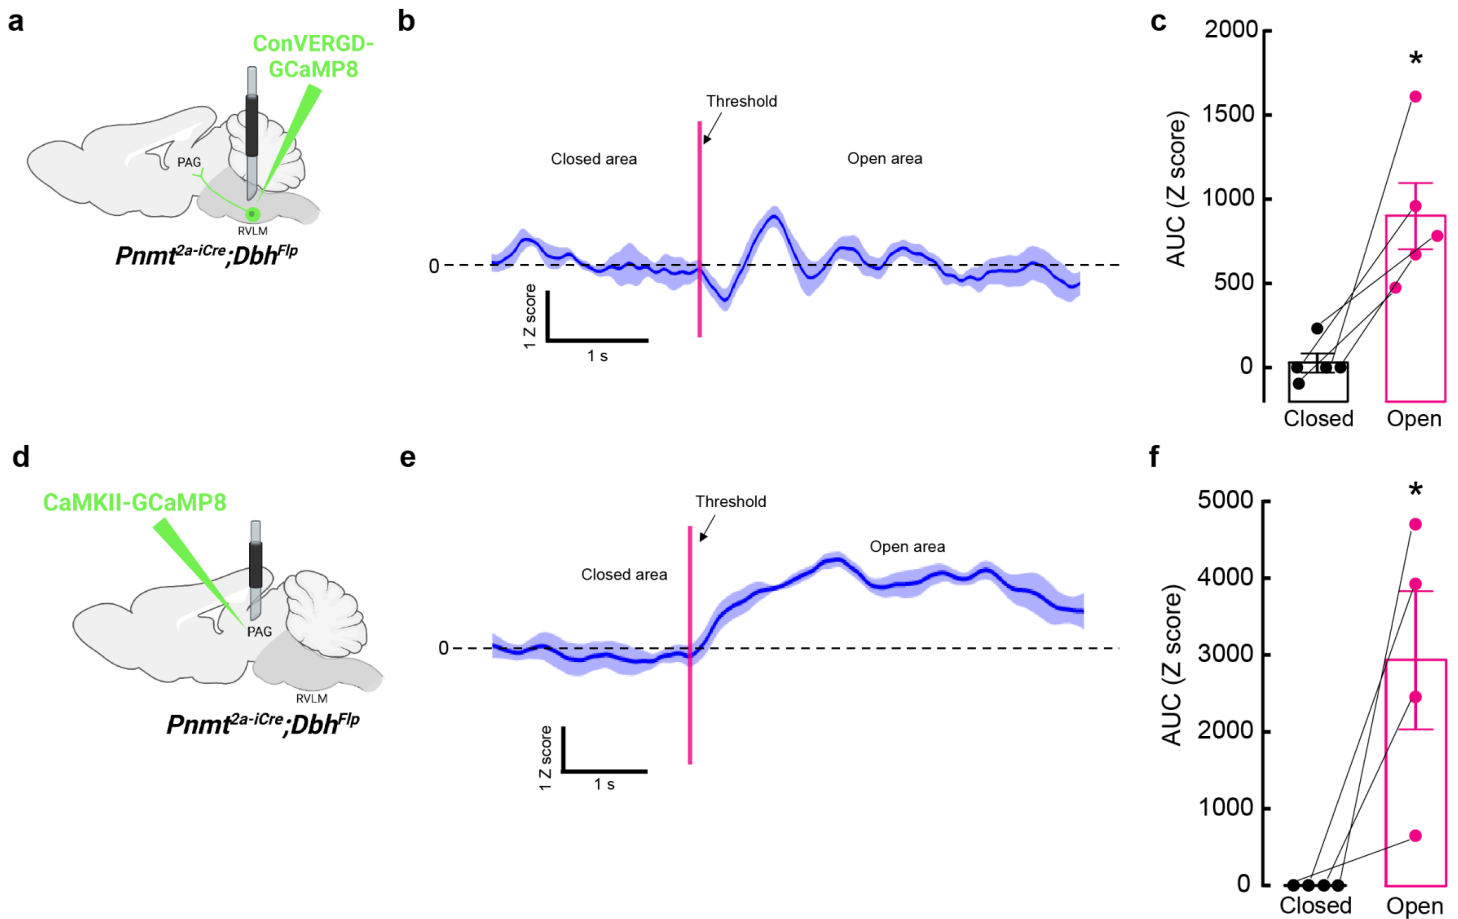 a
ConVERGD-
GCaMP8
PAG
RVLM
Pnmt2a-iCre;DbhFlp
b
Threshold
Closed area
Open area
0
1 Z score
1 s
c
AUC (Z score)
2000
1500
1000
500
0
*
Closed
Open
d
CaMKII-GCaMP8
PAG
RVLM
Pnmt2a-iCre;DbhFlp
e
Threshold
Closed area
Open area
0
1 Z score
1 s
f
AUC (Z score)
5000
4000
3000
2000
1000
0
*
Closed
Open